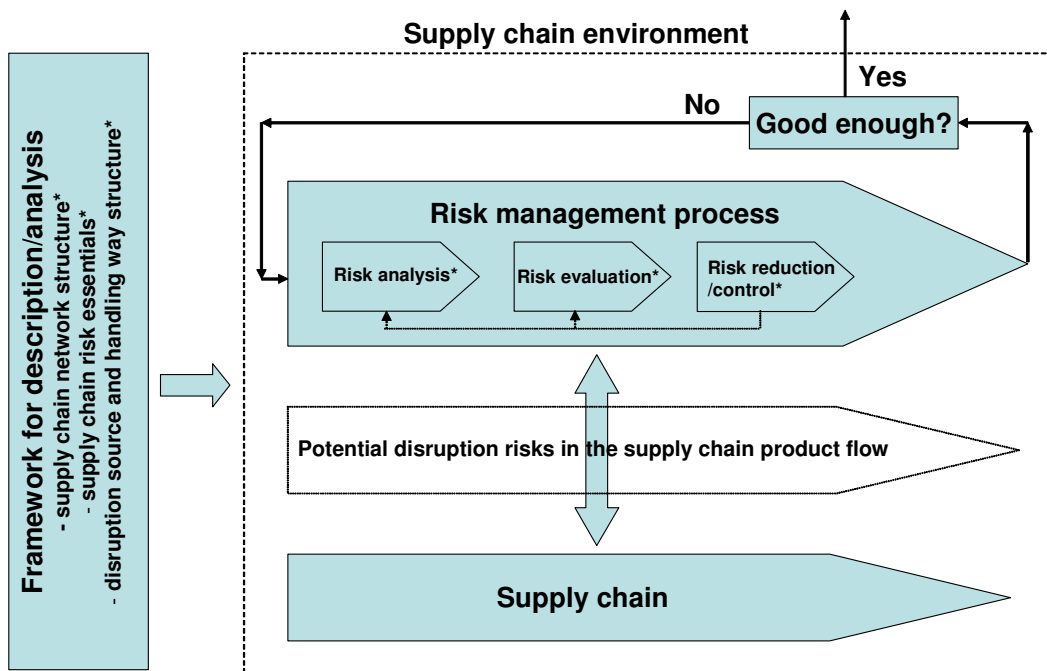 Framework for description/analysis
- supply chain network structure*
- supply chain risk essentials*
- disruption source and handling way structure*
Supply chain environment
Yes
No
Good enough?
Risk management process
Risk analysis*
Risk evaluation*
Risk reduction
/control*
Potential disruption risks in the supply chain product flow
Supply chain